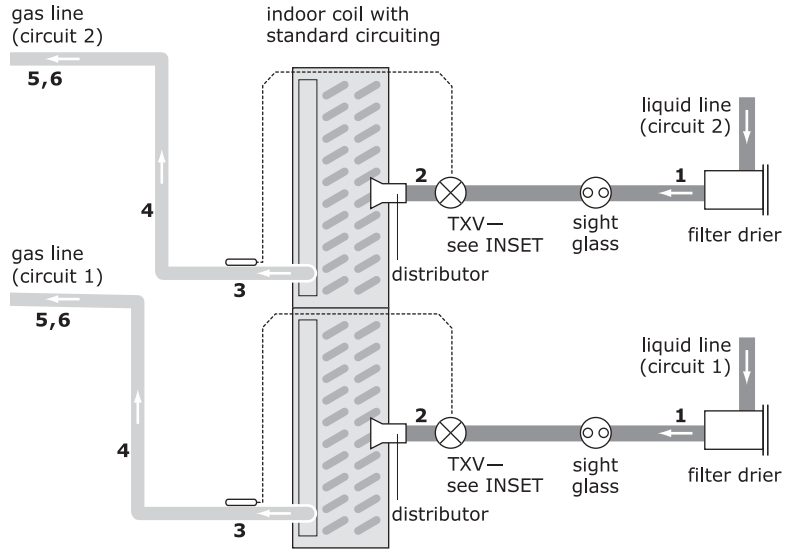 gas line
(circuit 2)
5,6
indoor coil with
standard circuiting
liquid line
(circuit 2)
2
1
TXV—
see INSET
sight
glass
filter drier
4
distributor
3
gas line
(circuit 1)
5,6
liquid line
(circuit 1)
2
1
TXV—
see INSET
sight
glass
filter drier
4
distributor
3